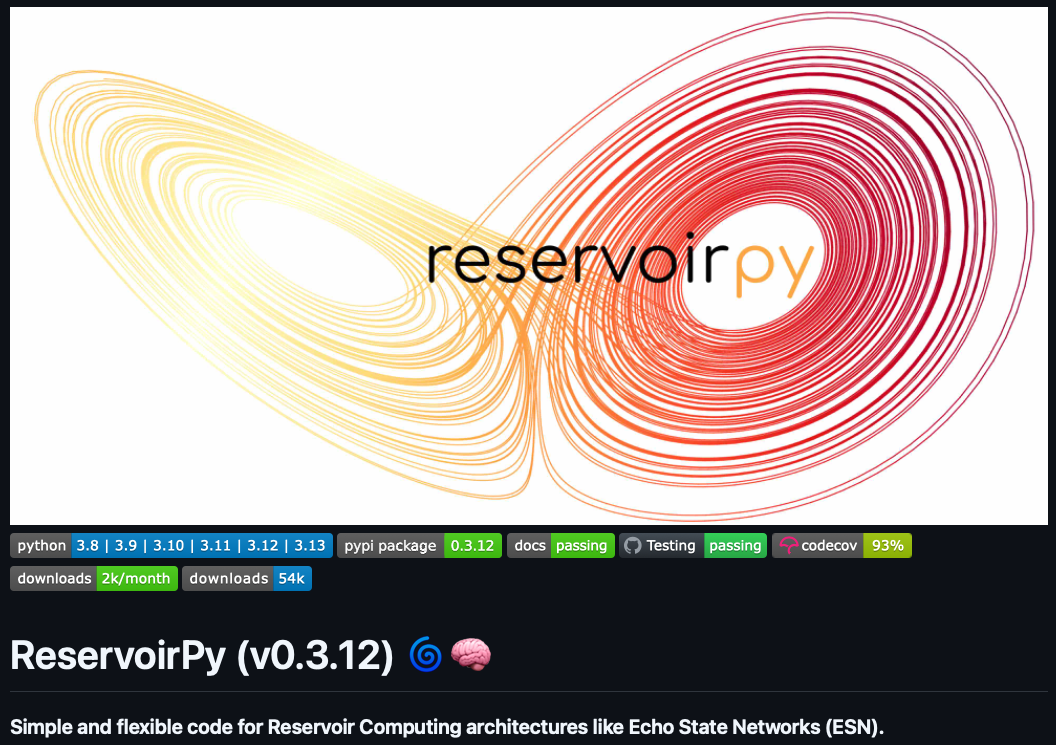 reservoirpy
python 3.8 | 3.9 | 3.10 | 3.11 | 3.12 | 3.13 pypi package 0.3.12 docs passing Testing passing codecov 93%
downloads 2k/month downloads 54k
ReservoirPy (v0.3.12) 🌀🧠
Simple and flexible code for Reservoir Computing architectures like Echo State Networks (ESN).